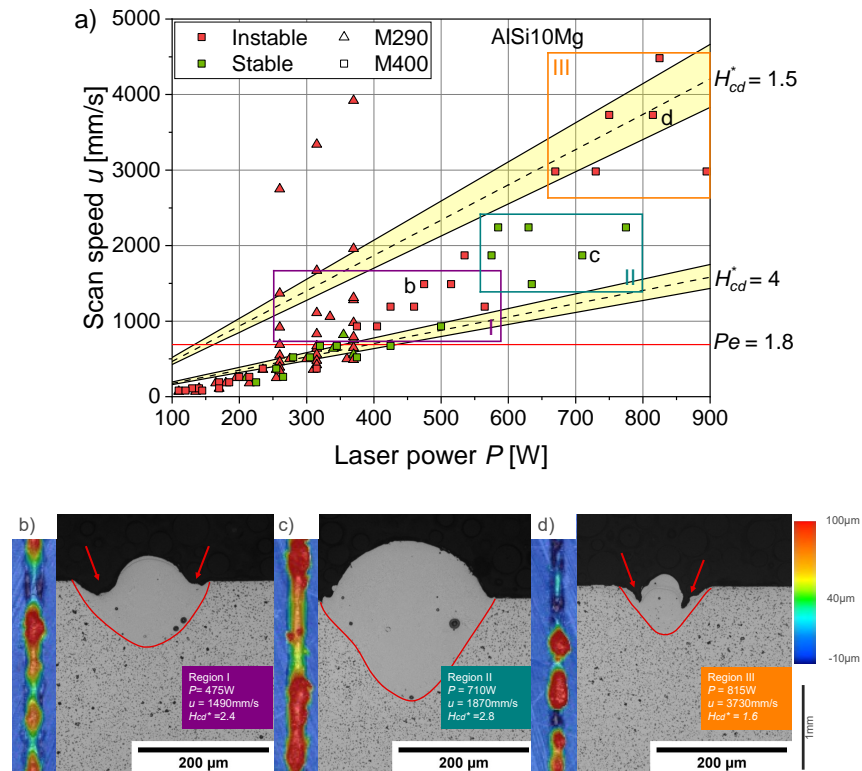 a)
Instable
Stable
M290
M400
AlSi10Mg
5000
4000
3000
2000
1000
0
Scan speed u [mm/s]
100 200 300 400 500 600 700 800 900
Laser power P [W]
III
d
H*cd = 1.5
b
c
II
I
H*cd = 4
Pe = 1.8
b)
Region I
P = 475W
u = 1490mm/s
Hcd* =2.4
200 µm
c)
Region II
P = 710W
u = 1870mm/s
Hcd* =2.8
200 µm
d)
Region III
P = 815W
u = 3730mm/s
Hcd* = 1.6
200 µm
100µm
40µm
-10µm
1mm